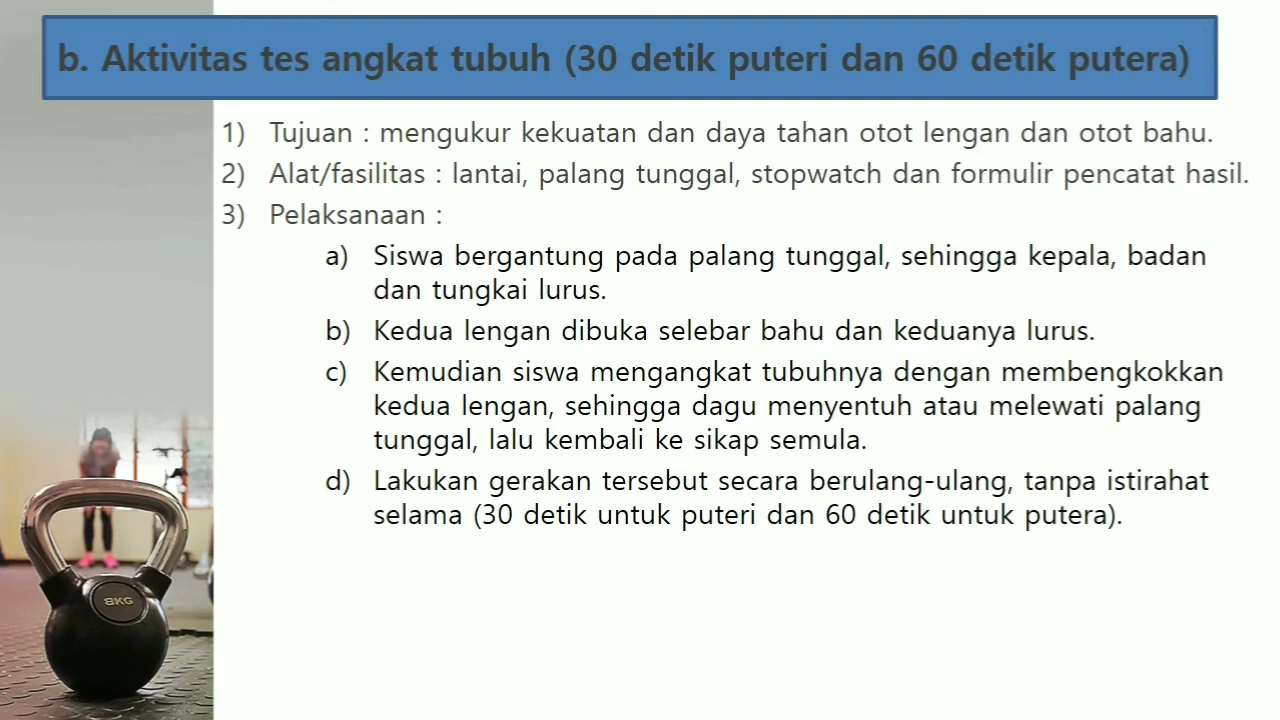 b. Aktivitas tes angkat tubuh (30 detik puteri dan 60 detik putera)
1) Tujuan : mengukur kekuatan dan daya tahan otot lengan dan otot bahu.
2) Alat/fasilitas : lantai, palang tunggal, stopwatch dan formulir pencatat hasil.
3) Pelaksanaan :
a) Siswa bergantung pada palang tunggal, sehingga kepala, badan
dan tungkai lurus.
b) Kedua lengan dibuka selebar bahu dan keduanya lurus.
c) Kemudian siswa mengangkat tubuhnya dengan membengkokkan
kedua lengan, sehingga dagu menyentuh atau melewati palang
tunggal, lalu kembali ke sikap semula.
d) Lakukan gerakan tersebut secara berulang-ulang, tanpa istirahat
selama (30 detik untuk puteri dan 60 detik untuk putera).
8KG